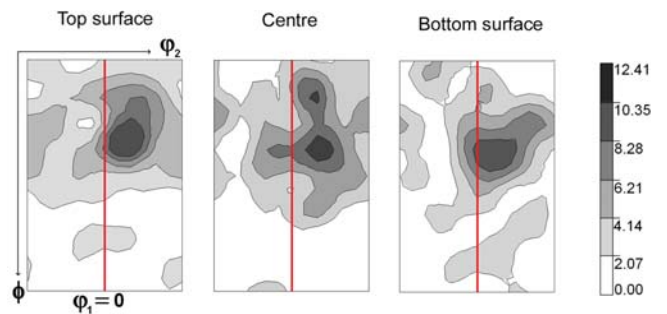 Top surface
Centre
Bottom surface
φ₂
ϕ
φ₁ = 0
12.41
10.35
8.28
6.21
4.14
2.07
0.00